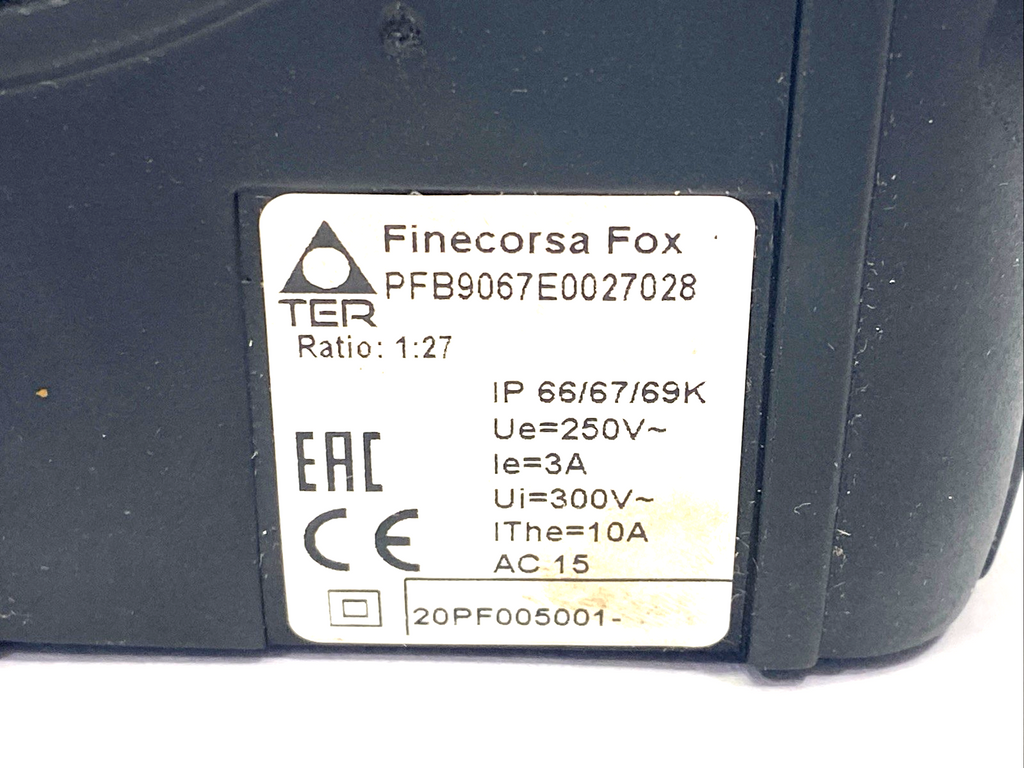 Finecorsa Fox
PFB9067E0027028
TER
Ratio: 1:27
IP 66/67/69K
Ue=250V~
Ie=3A
Ui=300V~
IThe=10A
AC 15
EAC
CE
20PF005001-